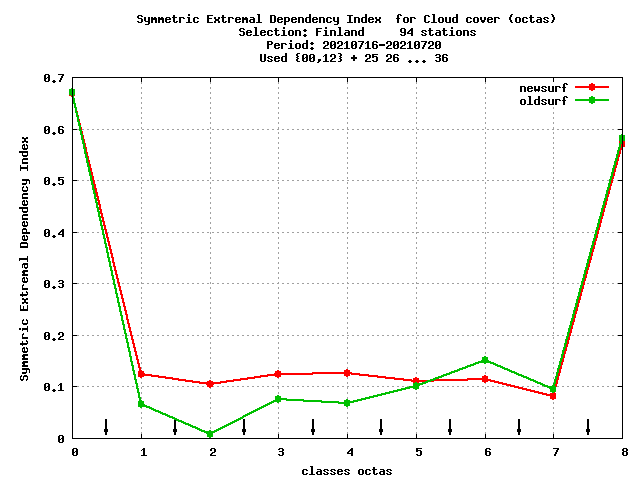 Symmetric Extremal Dependency Index  for Cloud cover (octas)
Selection: Finland     94 stations
Period: 20210716-20210720
Used {00,12} + 25 26 ... 36
newsurf
oldsurf
Symmetric Extremal Dependency Index
0.7
0.6
0.5
0.4
0.3
0.2
0.1
0
0 1 2 3 4 5 6 7 8
classes octas